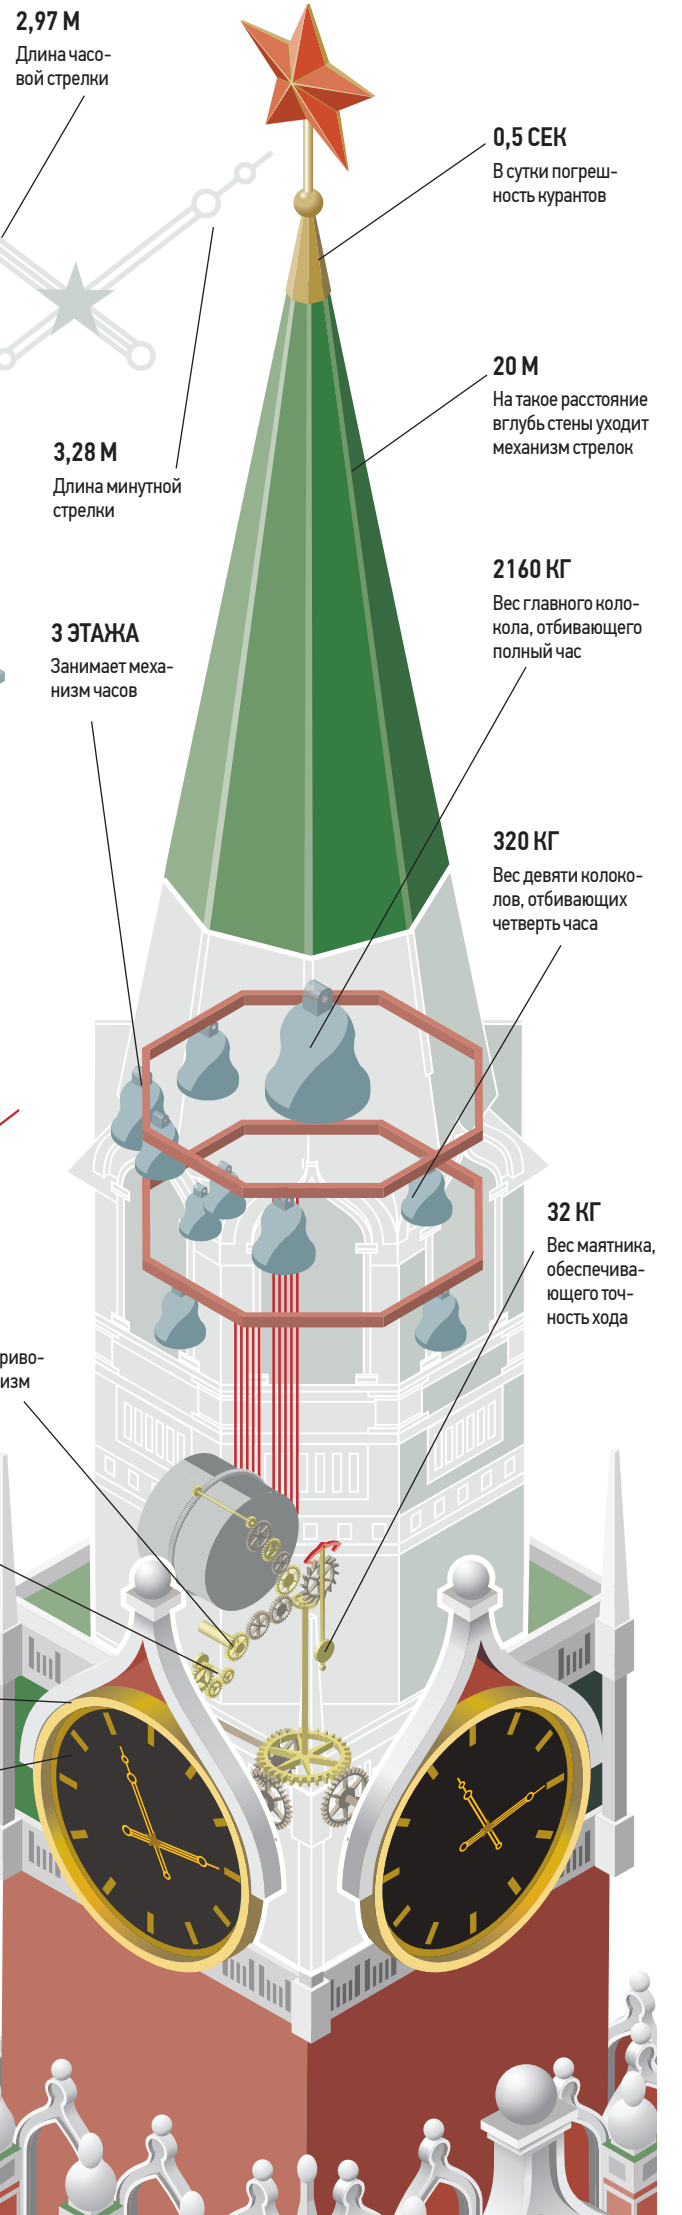 2,97 М
Длина часо-
вой стрелки
0,5 СЕК
В сутки погреш-
ность курантов
20 М
На такое расстояние
вглубь стены уходит
механизм стрелок
3,28 М
Длина минутной
стрелки
2160 КГ
Вес главного коло-
кола, отбивающего
полный час
3 ЭТАЖА
Занимает меха-
низм часов
320 КГ
Вес девяти колоко-
лов, отбивающих
четверть часа
32 КГ
Вес маятника,
обеспечива-
ющего точ-
ность хода
риво-
изм